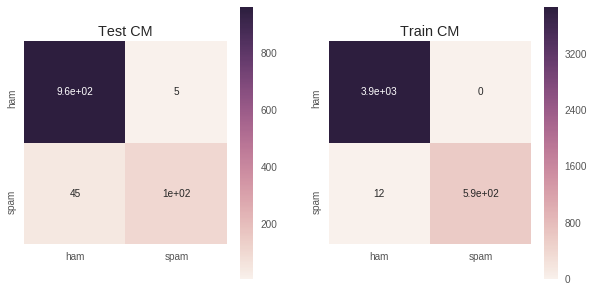 Test CM
ham
spam
9.6e+02
5
45
1e+02
ham
spam
800
600
400
200
Train CM
ham
spam
3.9e+03
0
12
5.9e+02
ham
spam
3200
2400
1600
800
0